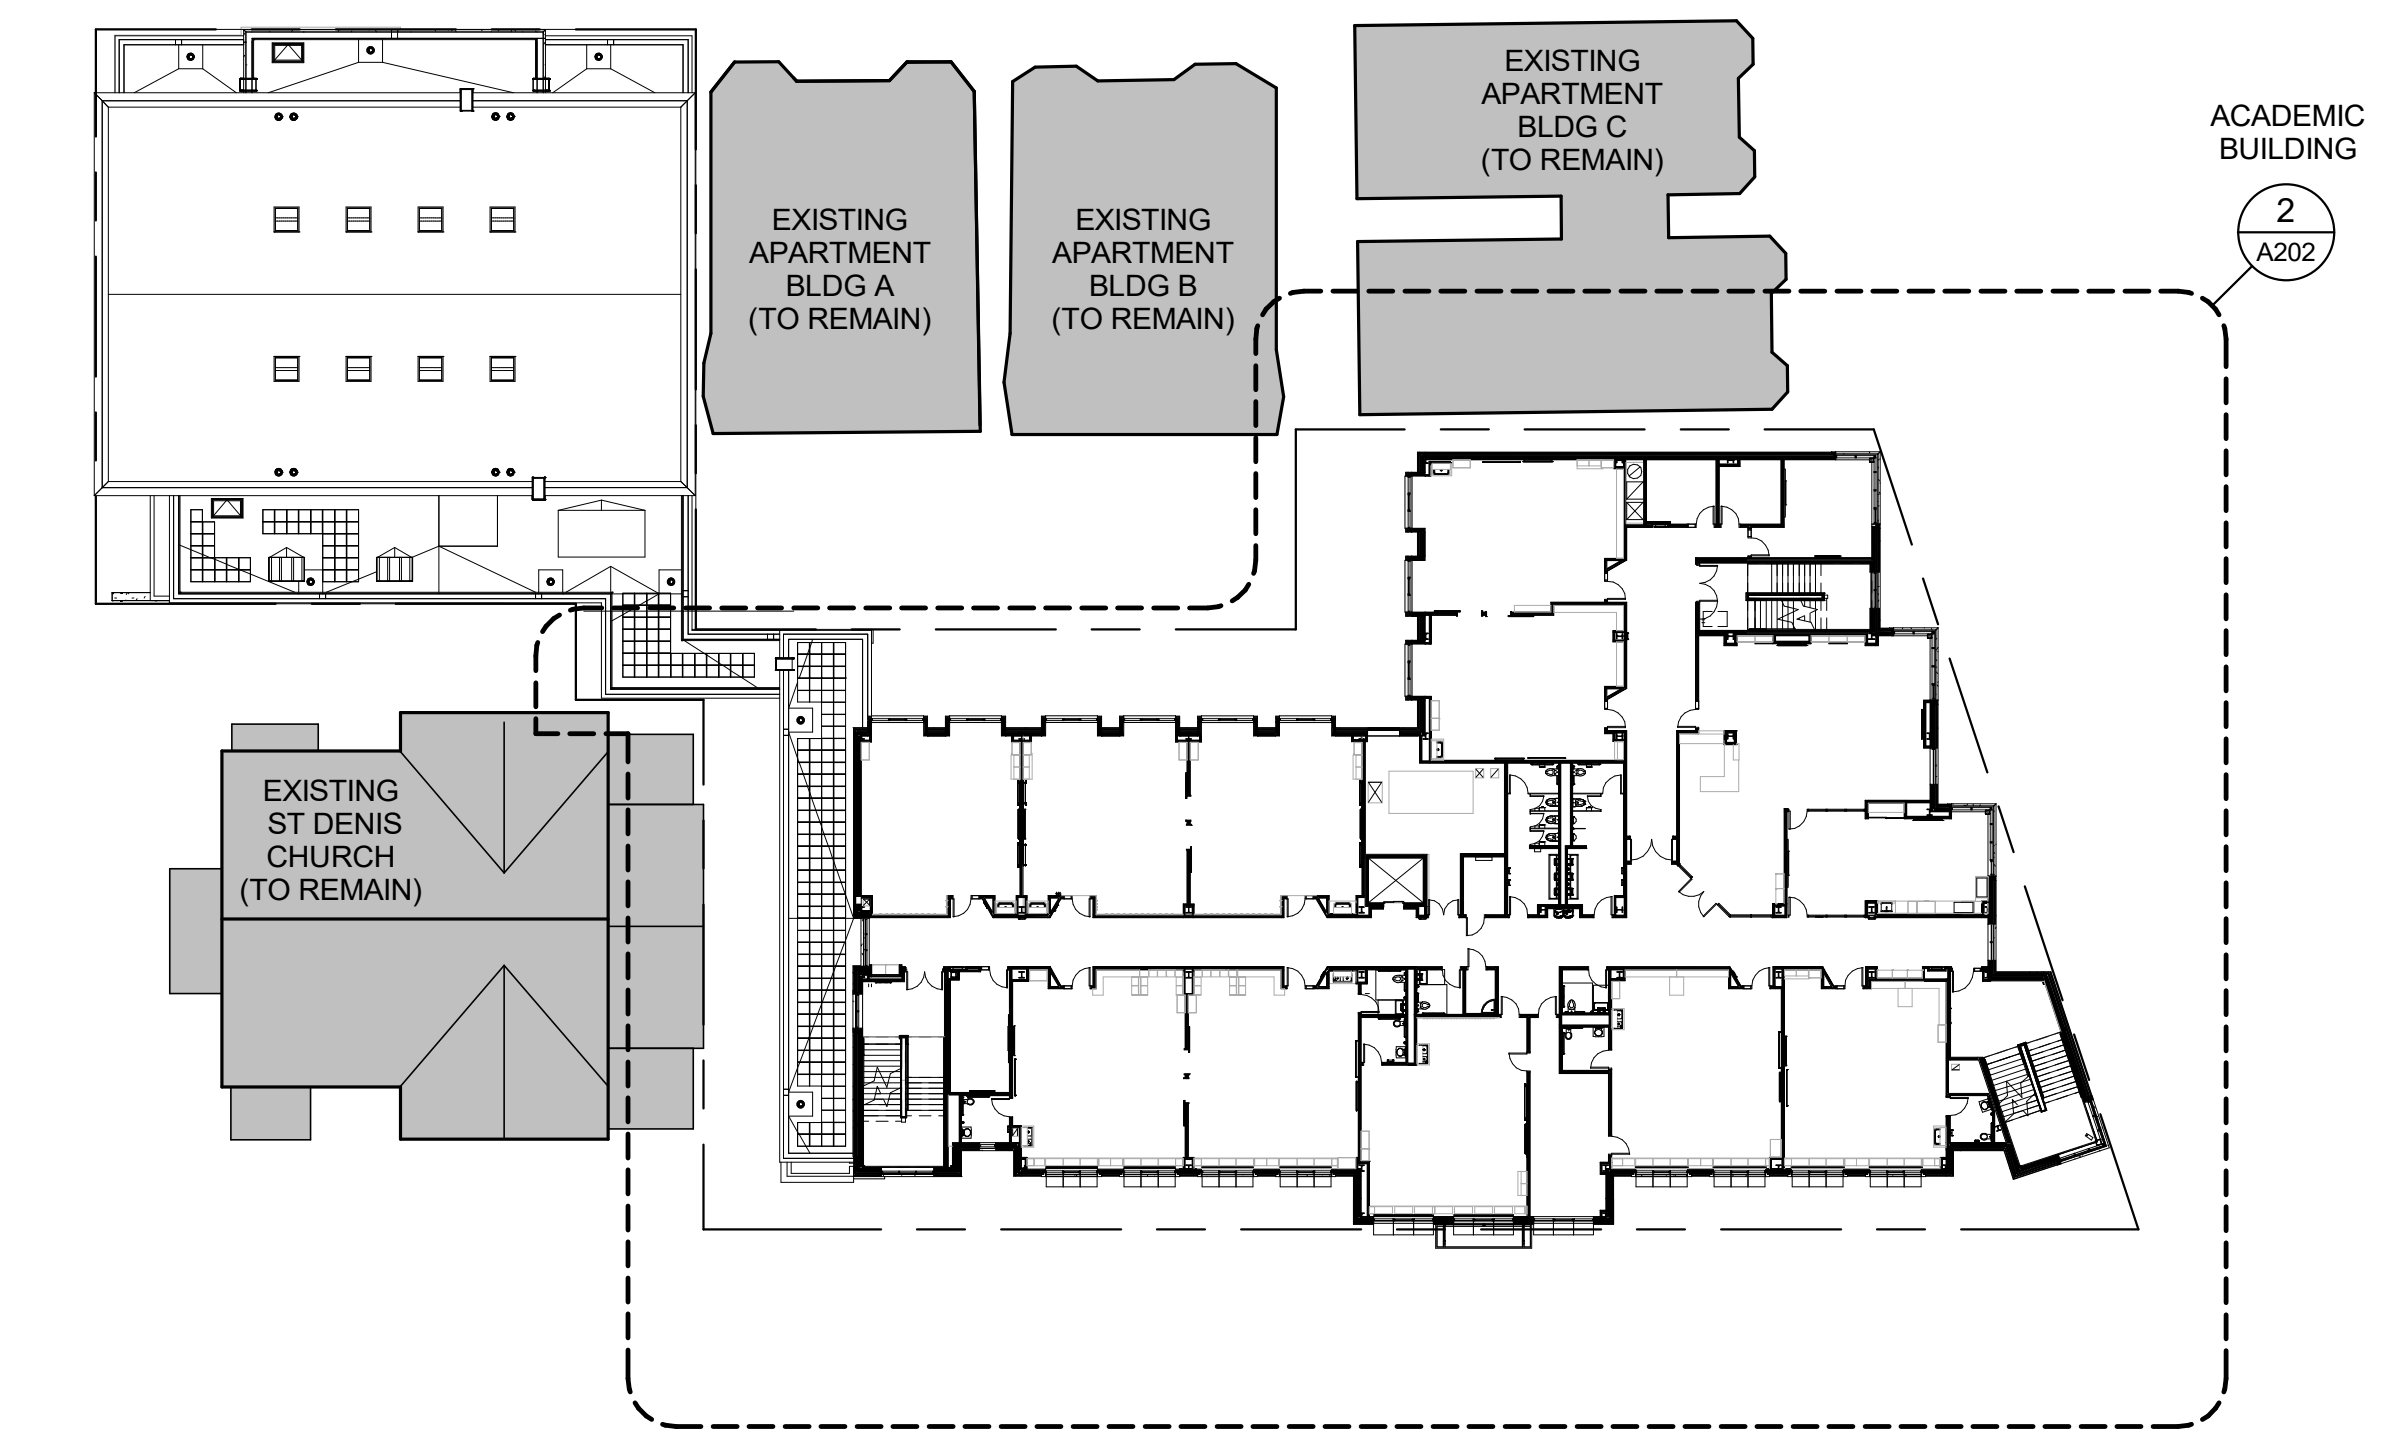 EXISTING
APARTMENT
BLDG C
(TO REMAIN)
ACADEMIC
BUILDING
2
A202
EXISTING
APARTMENT
BLDG A
(TO REMAIN)
EXISTING
APARTMENT
BLDG B
(TO REMAIN)
EXISTING
ST DENIS
CHURCH
(TO REMAIN)